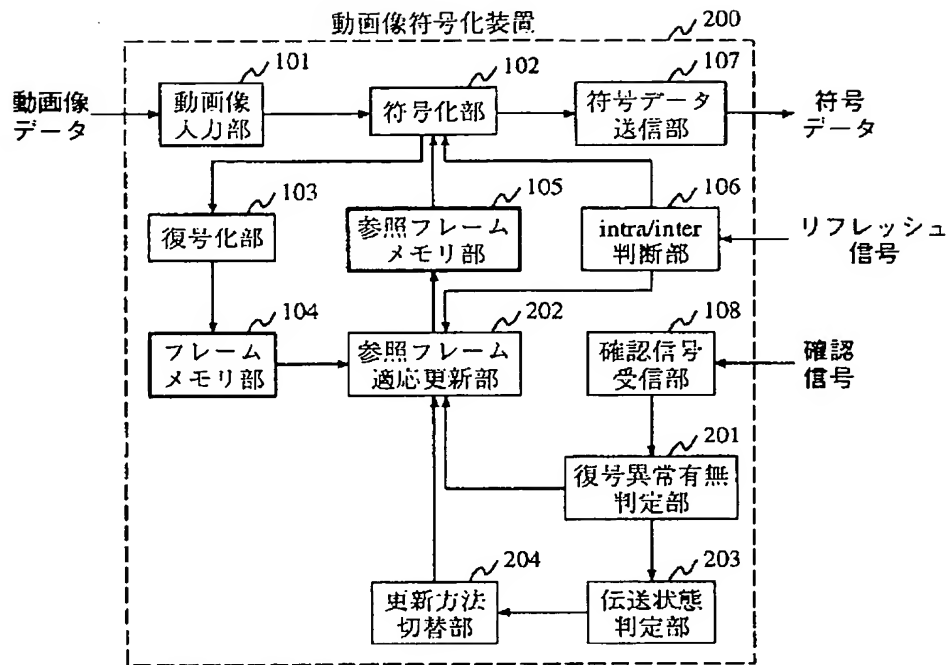 動画像符号化装置
200
101
102
107
動画像
データ
動画像
入力部
符号化部
符号データ
送信部
符号
データ
103
105
106
復号化部
参照フレーム
メモリ部
intra/inter
判断部
リフレッシュ
信号
104
202
108
フレーム
メモリ部
参照フレーム
適応更新部
確認信号
受信部
確認
信号
201
復号異常有無
判定部
204
203
更新方法
切替部
伝送状態
判定部